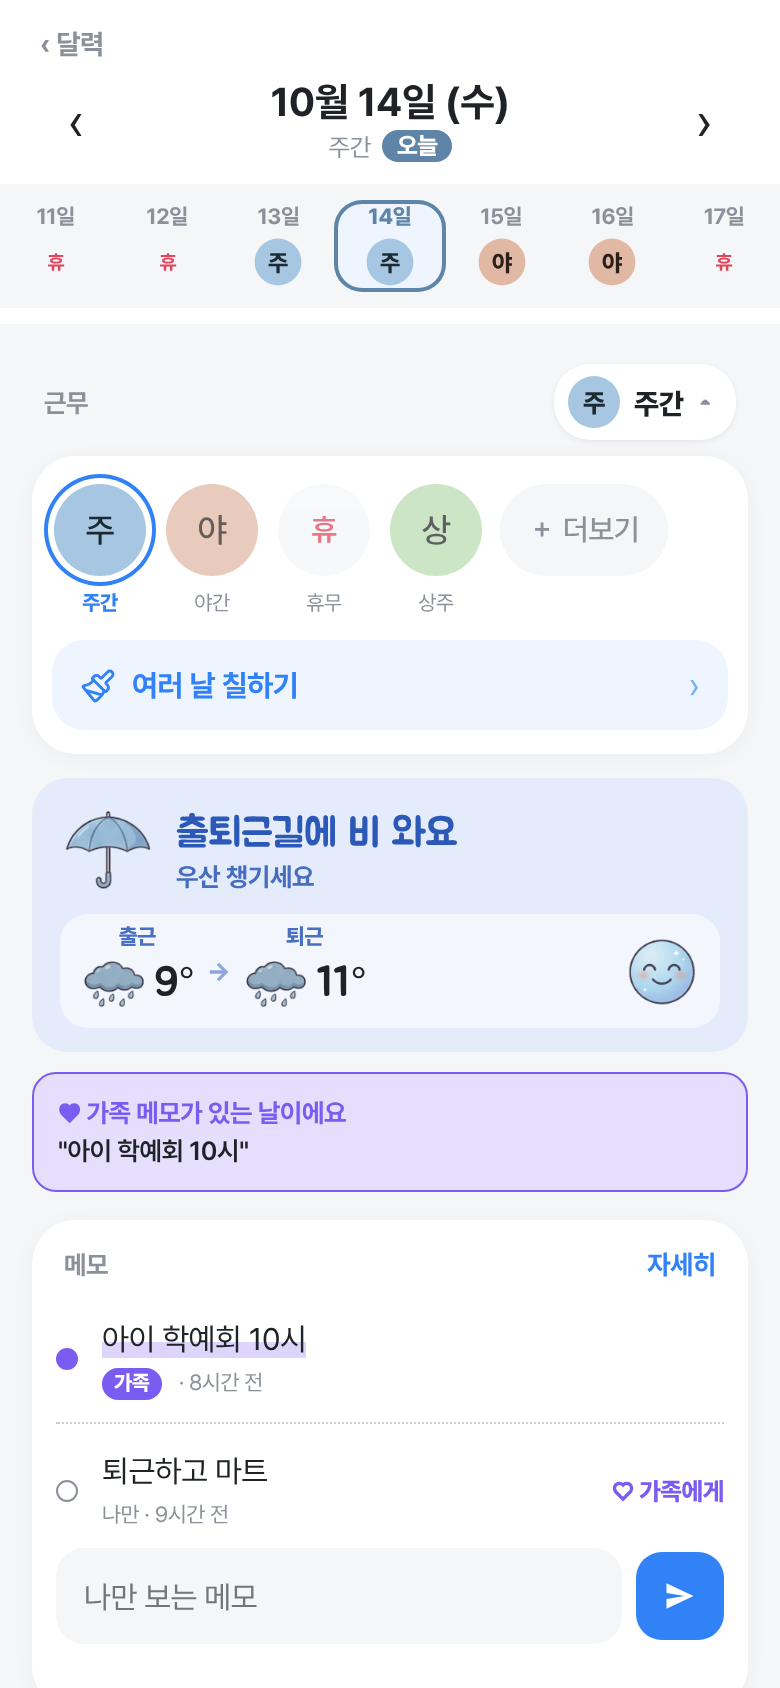 ‹ 달력
‹ 10월 14일 (수) ›
주간 오늘
11일 12일 13일 14일 15일 16일 17일
휴 휴 주 주 야 야 휴
근무 주 주간
주 야 휴 상 + 더보기
주간 야간 휴무 상주
여러 날 칠하기 ›
출퇴근길에 비 와요
우산 챙기세요
출근 퇴근
9° → 11°
♥ 가족 메모가 있는 날이에요
"아이 학예회 10시"
메모 자세히
아이 학예회 10시
가족 · 8시간 전
퇴근하고 마트
♡ 가족에게
나만 · 9시간 전
나만 보는 메모